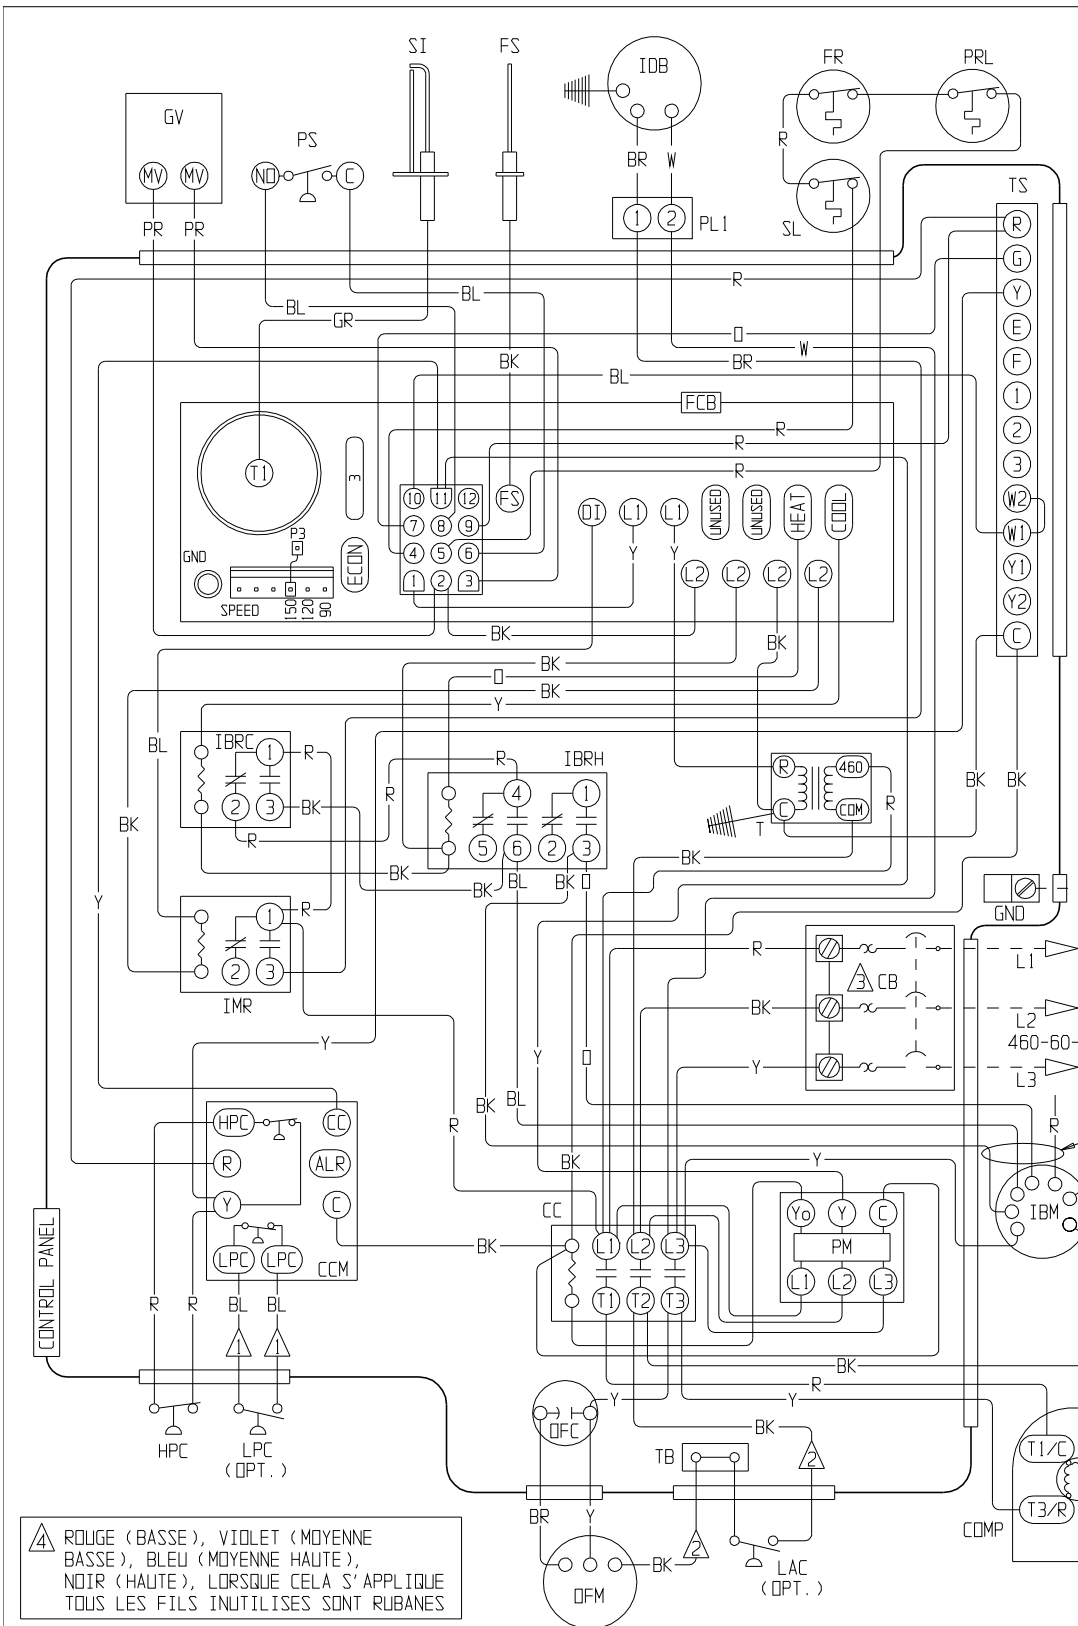 SI FS IDB FR PRL
GV
PS
MV MV NO C
BR W
R
TS
PR PR
1 2 PL1
SL
R
G
R
BL
Y
BL
GR
O
E
W
BK
BR
F
BL
1
FCB
R
2
R
T1
3
R
3
10 11 12 FS
OI L1 L1 UNUSED UNUSED HEAT COOL
W2
7 8 9
W1
P3
Y Y
GND
ECON
4 5 6
L2 L2 L2 L2
Y1
1 2 3
SPEED
150
120
90
Y2
BK
BK
C
BK
O
BK
Y
BL
IBRC
1
R
IBRH
R
R 460
BK BK
R
4 1
R
2 3 BK
C COM
T
BK
R
5 6 2 3
BK
BK
BK BL BK O
Y
R
1
GND
2 3
IMR
R
3 CB
L1
BK
L2
460-60-
Y
Y O
Y
L3
BK BL
R
R
HPC CC
BK
Y
R ALR
Y C
CC
Yo Y C
IBM
BK
L1 L2 L3
PM
LPC LPC
CCM
L1 L2 L3
CONTROL PANEL
R R BL BL
T1 T2 T3
1 1
BK
R
Y Y
OFC
BK
HPC LPC
(OPT.)
TB
2
T1/C
BR Y
T3/R
COMP
BK
2
LAC
(OPT.)
OFM
4 ROUGE (BASSE), VIOLET (MOYENNE
BASSE), BLEU (MOYENNE HAUTE),
NOIR (HAUTE), LORSQUE CELA S'APPLIQUE
TOUS LES FILS INUTILISES SONT RUBANES